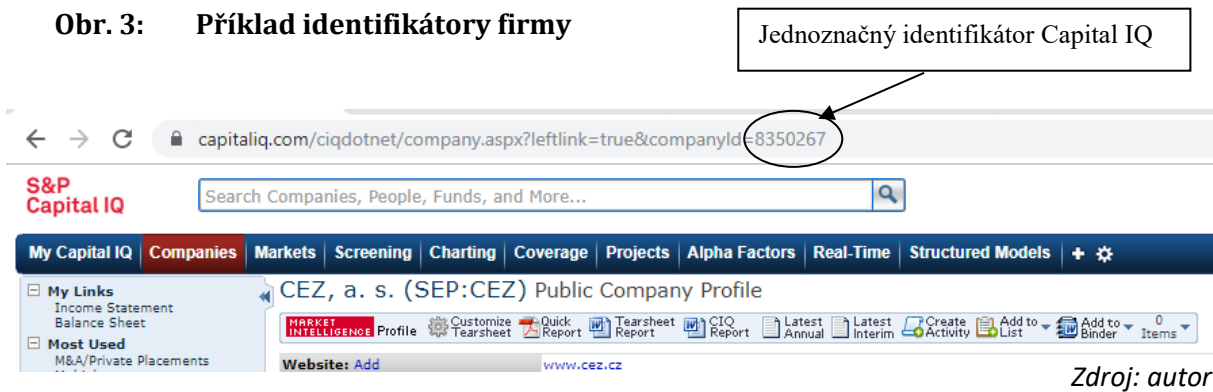 Obr. 3: Příklad identifikátory firmy
Jednoznačný identifikátor Capital IQ
capitaliq.com/ciqdotnet/company.aspx?leftlink=true&companyId=8350267
S&P
Capital IQ
Search Companies, People, Funds, and More...
My Capital IQ Companies Markets Screening Charting Coverage Projects Alpha Factors Real-Time Structured Models
My Links
Income Statement
Balance Sheet
Most Used
M&A/Private Placements
CEZ, a. s. (SEP:CEZ) Public Company Profile
MARKET INTELLIGENCE Profile Customize Tearsheet Quick Report Tearsheet Report CIQ Report Latest Annual Latest Interim Create Activity Add to List Add to Binder 0 Items
Website: Add www.cez.cz
Zdroj: autor